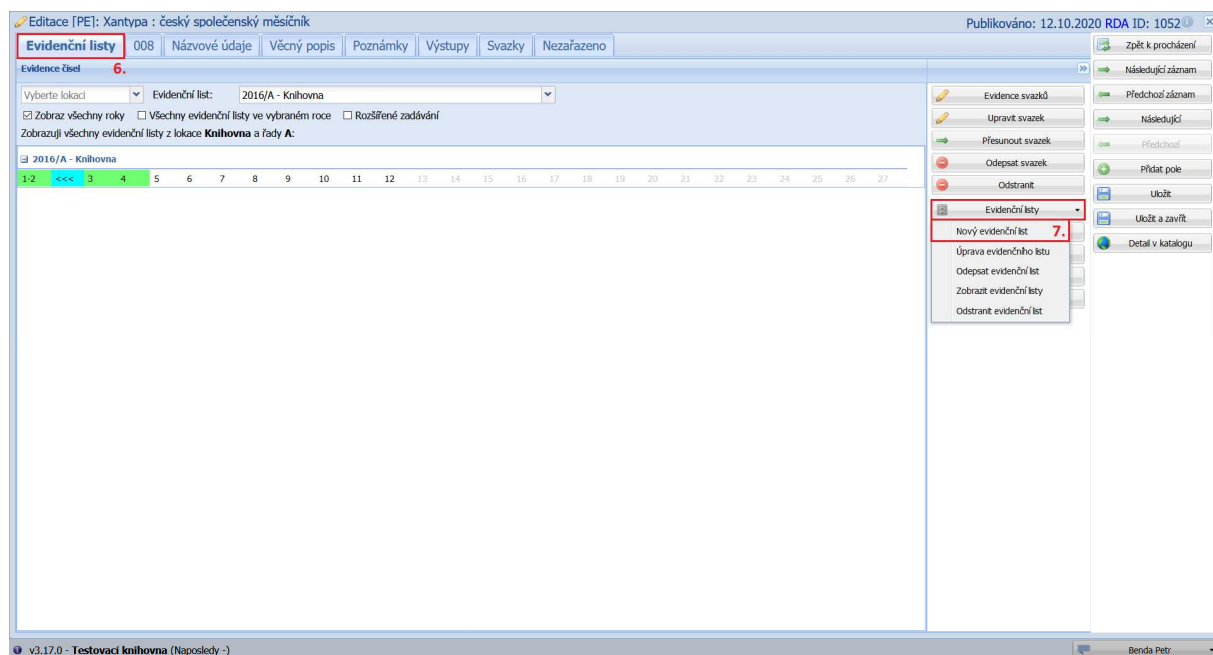 Editace [PE]: Xantypa : český společenský měsíčník
Publikováno: 12.10.2020 RDA ID: 1052
Evidenční listy 008 Názvové údaje Věcný popis Poznámky Výstupy Svazky Nezařazeno
Evidence čísel 6.
Vyberte lokaci Evidenční list: 2016/A - Knihovna
Zobraz všechny roky Všechny evidenční listy ve vybraném roce Rozšířené zadávání
Zobrazuji všechny evidenční listy z lokace Knihovna a řady A:
2016/A - Knihovna
1-2 <<< 3 4 5 6 7 8 9 10 11 12 13 14 15 16 17 18 19 20 21 22 23 24 25 26 27
Evidence svazků
Upravit svazek
Přesunout svazek
Odepsat svazek
Odstranit
Evidenční listy
Nový evidenční list 7.
Úprava evidenčního listu
Odepsat evidenční list
Zobrazit evidenční listy
Odstranit evidenční list
Zpět k procházení
Následující záznam
Předchozí záznam
Následující
Předchozí
Přidat pole
Uložit
Uložit a zavřít
Detail v katalogu
v3.17.0 - Testovací knihovna (Naposledy -)
Benda Petr